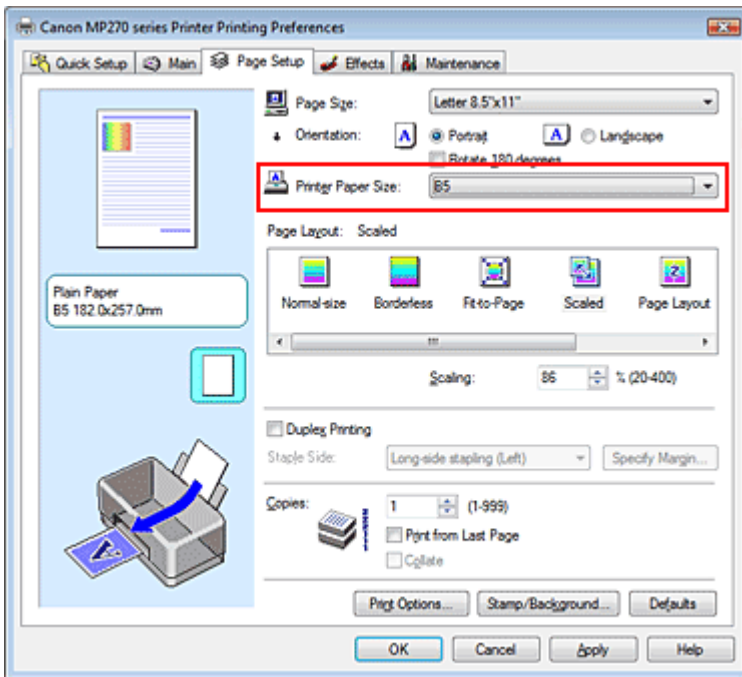 Canon MP270 series Printer Printing Preferences
Quick Setup Main Page Setup Effects Maintenance
Page Size: Letter 8.5"x11"
Orientation: A Portrait A Landscape
Rotate 180 degrees
Printer Paper Size: B5
Page Layout: Scaled
Normal-size Borderless Fit-to-Page Scaled Page Layout
Plain Paper
B5 182.0x257.0mm
Scaling: 86 % (20-400)
Duplex Printing
Staple Side: Long-side stapling (Left) Specify Margin...
Copies: 1 (1-999)
Print from Last Page
Collate
Print Options... Stamp/Background... Defaults
OK Cancel Apply Help